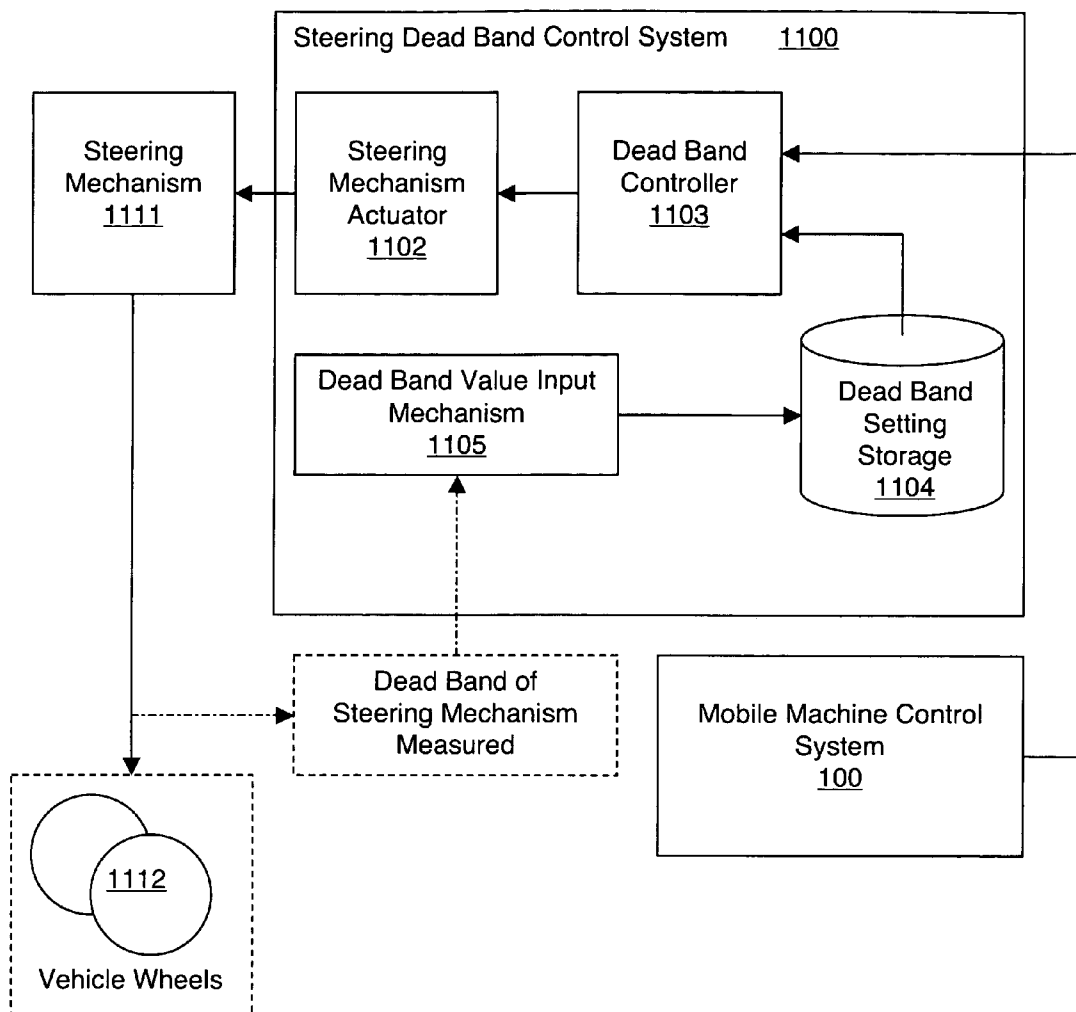 Steering Dead Band Control System 1100
Steering
Mechanism
1111
Steering
Mechanism
Actuator
1102
Dead Band
Controller
1103
Dead Band Value Input
Mechanism
1105
Dead Band
Setting
Storage
1104
Dead Band of
Steering Mechanism
Measured
Mobile Machine Control
System
100
1112
Vehicle Wheels